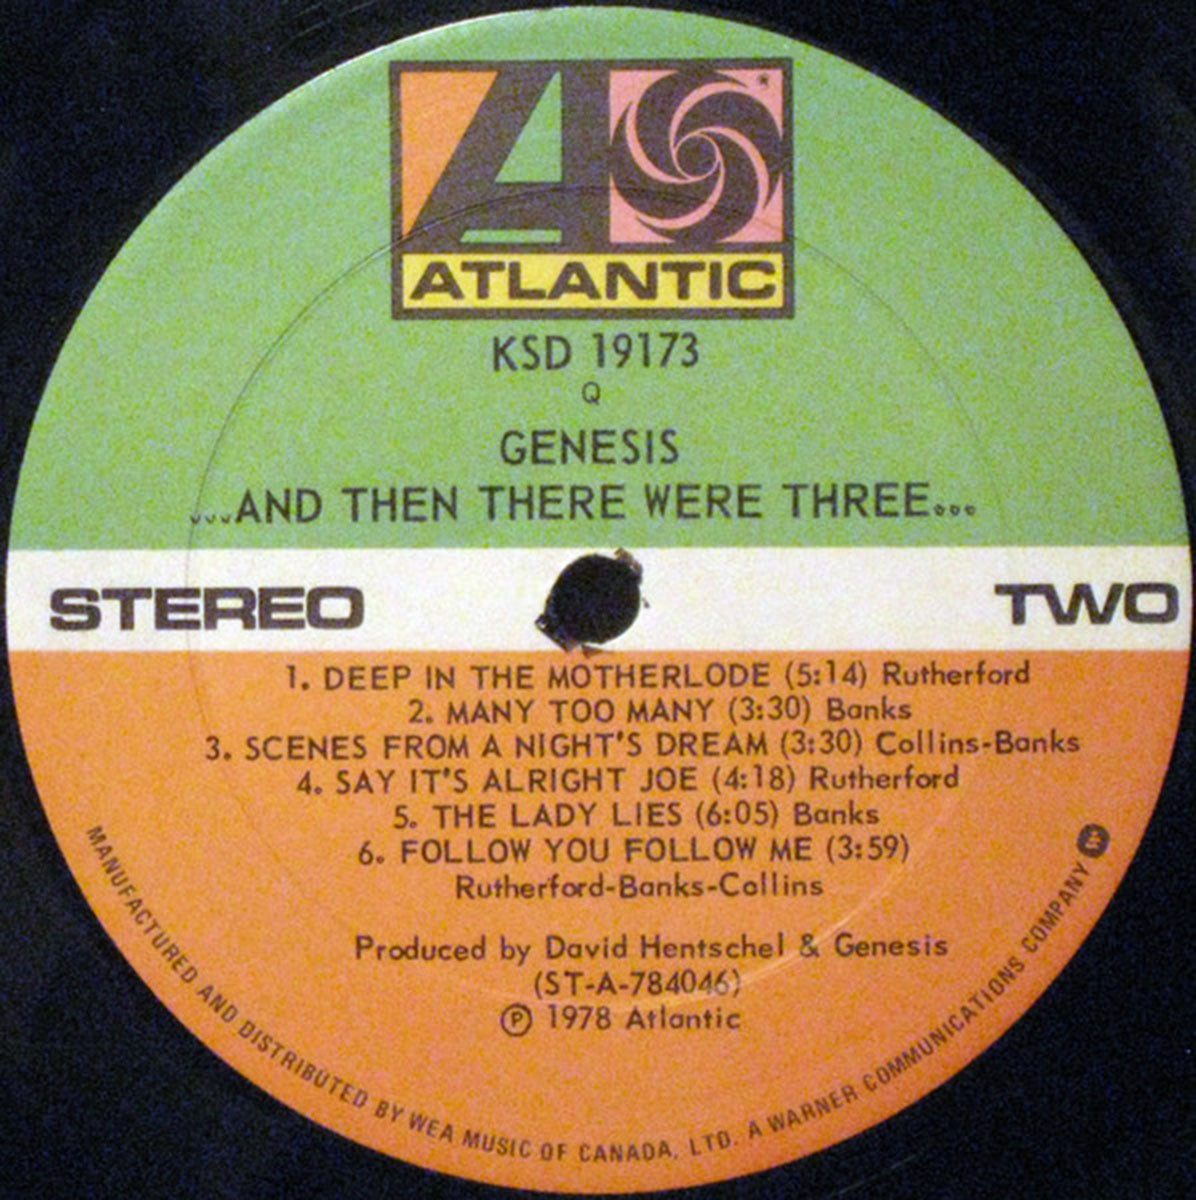 ATLANTIC
KSD 19173
Q
GENESIS
...AND THEN THERE WERE THREE...
STEREO
TWO
1. DEEP IN THE MOTHERLODE (5:14) Rutherford
2. MANY TOO MANY (3:30) Banks
3. SCENES FROM A NIGHT'S DREAM (3:30) Collins-Banks
4. SAY IT'S ALRIGHT JOE (4:18) Rutherford
5. THE LADY LIES (6:05) Banks
6. FOLLOW YOU FOLLOW ME (3:59)
Rutherford-Banks-Collins
Produced by David Hentschel & Genesis
(ST-A-784046)
℗ 1978 Atlantic
MANUFACTURED AND DISTRIBUTED BY WEA MUSIC OF CANADA, LTD. A WARNER COMMUNICATIONS COMPANY